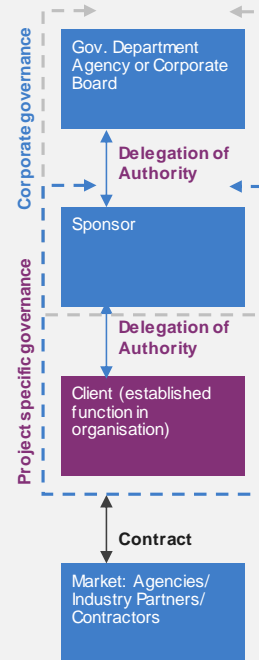 Corporate governance
Gov. Department
Agency or Corporate
Board
Delegation of
Authority
Sponsor
Project specific governance
Delegation of
Authority
Client (established
function in
organisation)
Contract
Market: Agencies/
Industry Partners/
Contractors